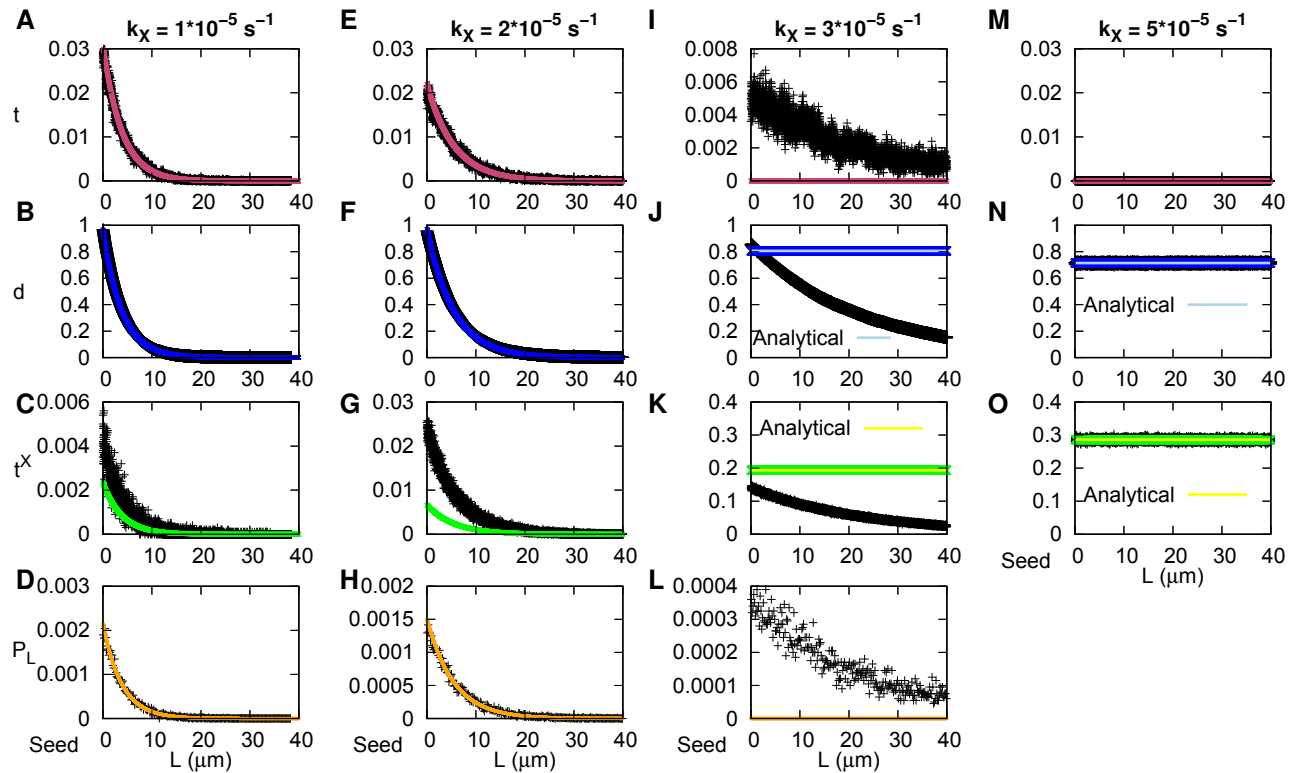 A
k_X = 1*10^−5 s^−1
t
0.03
0.02
0.01
0
0 10 20 30 40
E
k_X = 2*10^−5 s^−1
0.03
0.02
0.01
0
0 10 20 30 40
I
k_X = 3*10^−5 s^−1
0.008
0.006
0.004
0.002
0
0 10 20 30 40
M
k_X = 5*10^−5 s^−1
0.03
0.02
0.01
0
0 10 20 30 40
B
d
1
0.8
0.6
0.4
0.2
0
0 10 20 30 40
F
1
0.8
0.6
0.4
0.2
0
0 10 20 30 40
J
1
0.8
0.6
0.4
0.2
0
Analytical
0 10 20 30 40
N
1
0.8
0.6
0.4
0.2
0
Analytical
0 10 20 30 40
C
t^X
0.006
0.004
0.002
0
0 10 20 30 40
G
0.03
0.02
0.01
0
0 10 20 30 40
K
0.4
0.3
0.2
0.1
0
Analytical
0 10 20 30 40
O
0.4
0.3
0.2
0.1
0
Analytical
0 10 20 30 40
Seed
L (μm)
D
P_L
0.003
0.002
0.001
0
0 10 20 30 40
Seed
L (μm)
H
0.002
0.0015
0.001
0.0005
0
0 10 20 30 40
Seed
L (μm)
L
0.0004
0.0003
0.0002
0.0001
0
0 10 20 30 40
Seed
L (μm)